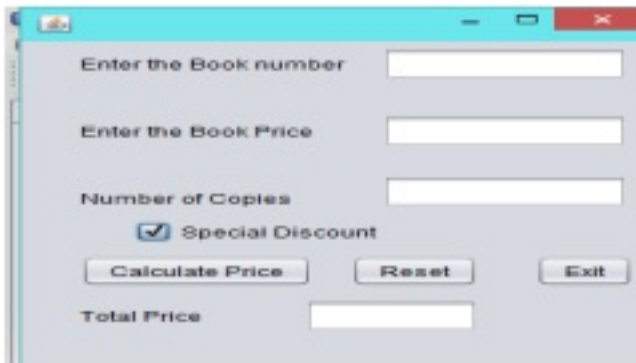 Enter the Book number
Enter the Book Price
Number of Copies
Special Discount
Calculate Price Reset Exit
Total Price